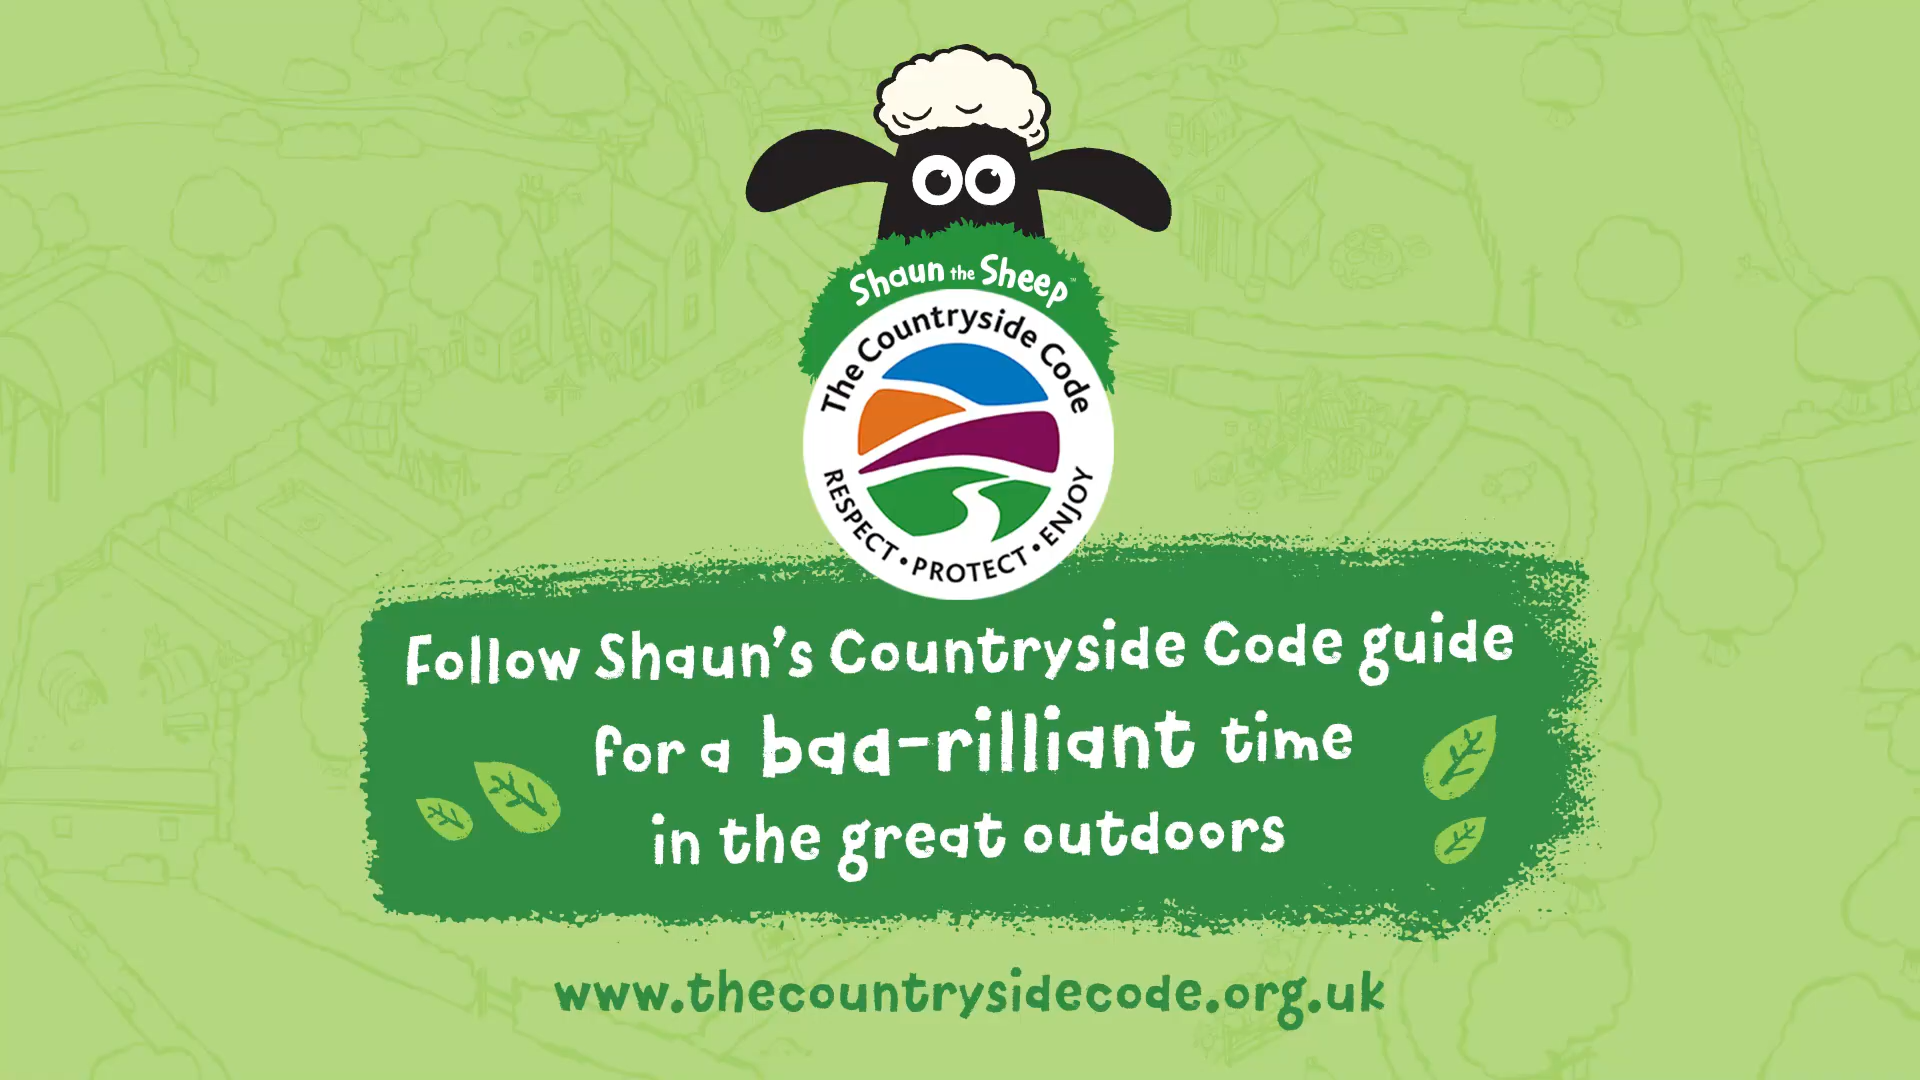 Shaun the Sheep™
The Countryside Code
RESPECT • PROTECT • ENJOY
Follow Shaun's Countryside Code guide
for a baa-rilliant time
in the great outdoors
www.thecountrysidecode.org.uk